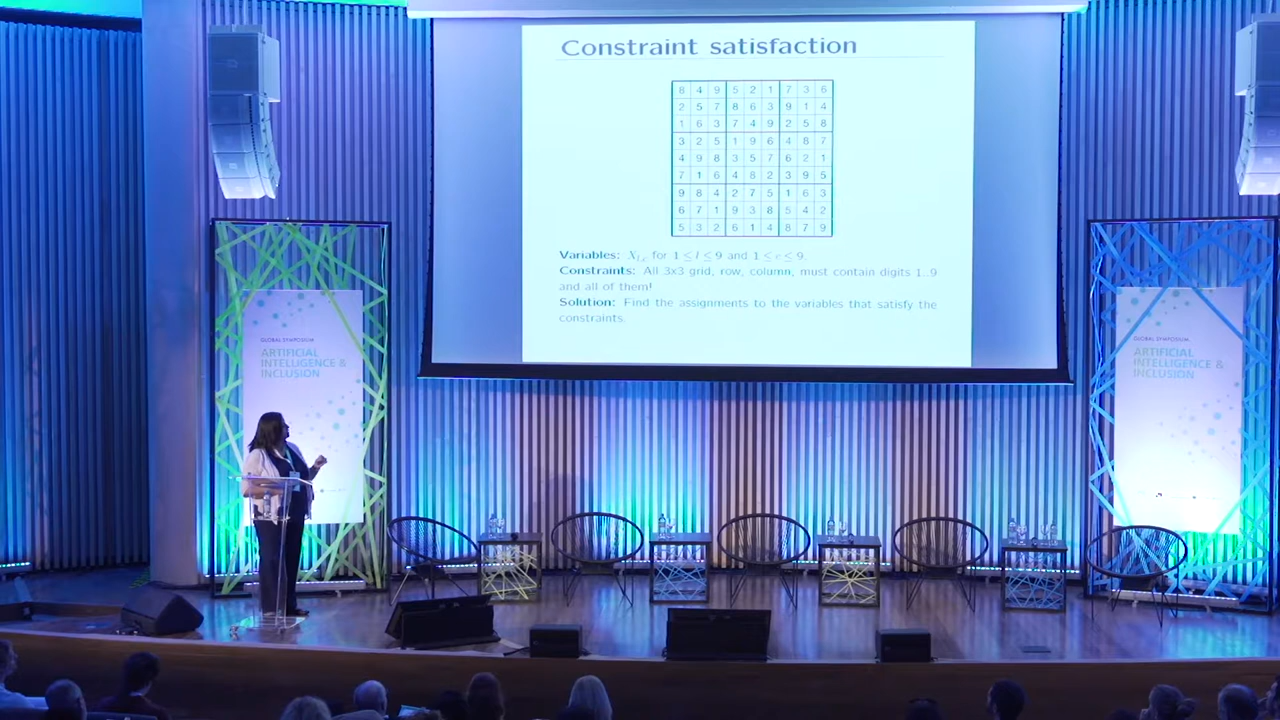 Constraint satisfaction
8 4 9 5 2 1 7 3 6
2 5 7 8 6 3 9 1 4
1 6 3 7 4 9 2 5 8
3 2 5 1 9 6 4 8 7
4 9 8 3 5 7 6 2 1
7 1 6 4 8 2 3 9 5
9 8 4 2 7 5 1 6 3
6 7 1 9 3 8 5 4 2
5 3 2 6 1 4 8 7 9
Variables: X_{l,c} for 1 ≤ l ≤ 9 and 1 ≤ c ≤ 9.
Constraints: All 3x3 grid, row, column, must contain digits 1..9
and all of them!
Solution: Find the assignments to the variables that satisfy the
constraints.
GLOBAL SYMPOSIUM
ARTIFICIAL
INTELLIGENCE &
INCLUSION
GLOBAL SYMPOSIUM
ARTIFICIAL
INTELLIGENCE &
INCLUSION